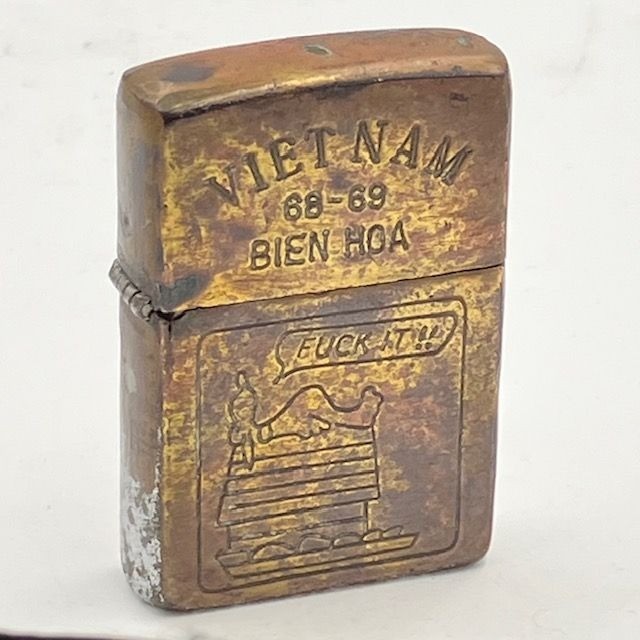 VIETNAM
68-69
BIEN HOA
FUCK IT!!